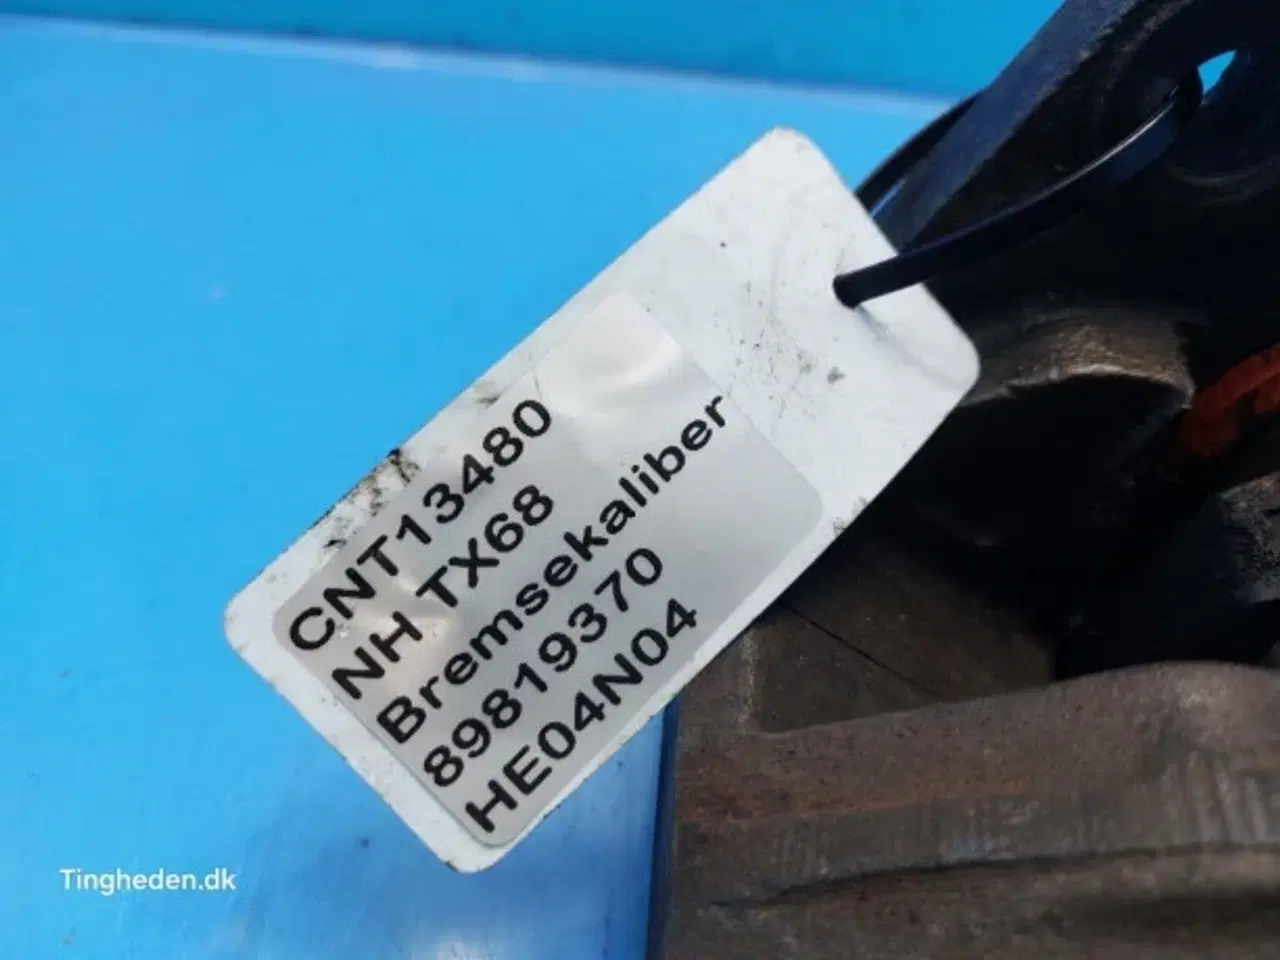 CNT13480
NH TX68
Bremsekaliber
89819370
HE04N04
Tingheden.dk